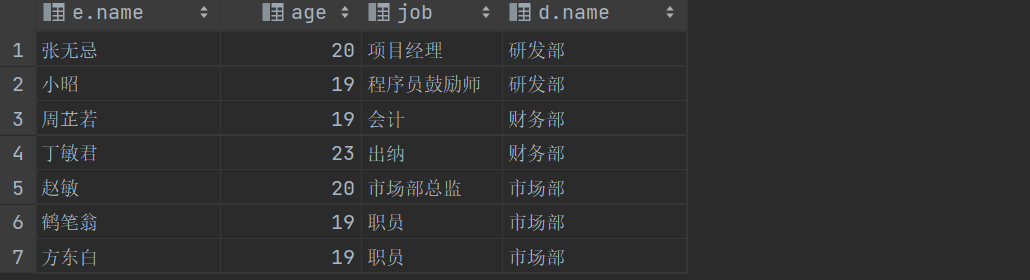 e.name age job d.name
1 张无忌 20 项目经理 研发部
2 小昭 19 程序员鼓励师 研发部
3 周芷若 19 会计 财务部
4 丁敏君 23 出纳 财务部
5 赵敏 20 市场部总监 市场部
6 鹤笔翁 19 职员 市场部
7 方东白 19 职员 市场部